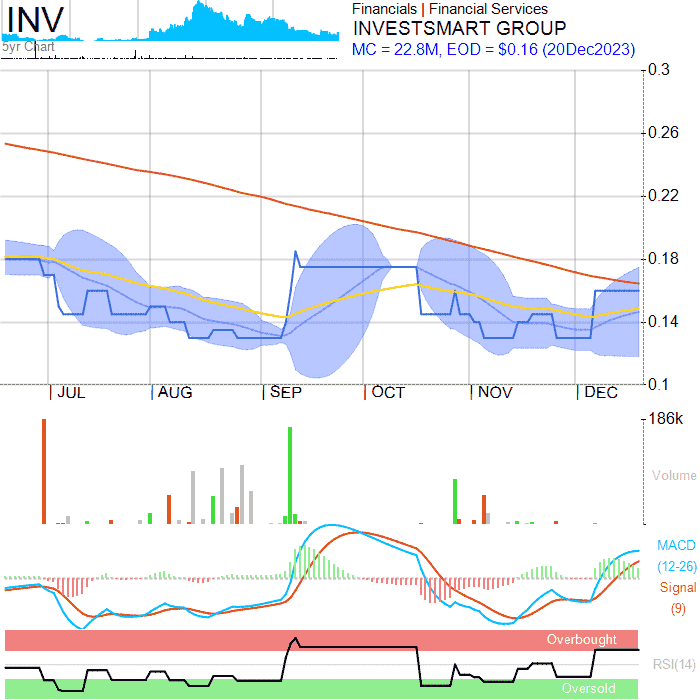 INV
5yr Chart
Financials | Financial Services
INVESTSMART GROUP
MC = 22.8M, EOD = $0.16 (20Dec2023)
0.3
0.26
0.22
0.18
0.14
0.1
JUL AUG SEP OCT NOV DEC
186k
Volume
MACD
(12-26)
Signal
(9)
Overbought
RSI(14)
Oversold